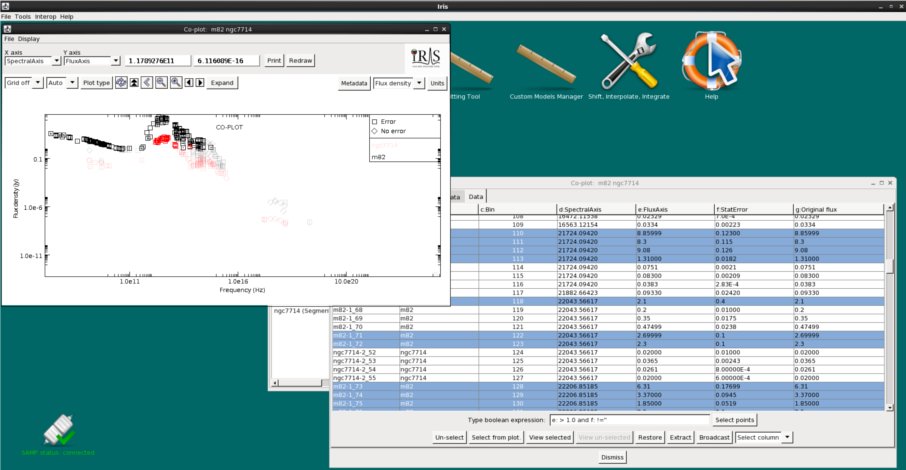 Iris
File Tools Interop Help
Co-plot: m82 ngc7714
File Display
X axis
Y axis
SpectralAxis
FluxAxis
1.1789276E11
6.116089E-16
Print
Redraw
IRIS
Grid off
Auto
Plot type
Expand
Metadata
Flux density
Units
CO-PLOT
Error
No error
ngc7714
m82
0.1
1.0e-6
1.0e-11
Flux density (Jy)
1.0e11
1.0e16
1.0e20
Frequency (Hz)
itting Tool
Custom Models Manager
Shift, Interpolate, Integrate
Help
Co-plot: m82 ngc7714
ata
Data
c:Bin d:SpectralAxis e:FluxAxis f:StatError g:Original flux
108 16472.11538 0.02329 7.0E-4 0.02329
109 16563.12154 0.0334 0.00223 0.0334
110 21724.09420 8.85999 0.12300 8.85999
111 21724.09420 8.3 0.115 8.3
112 21724.09420 9.08 0.126 9.08
113 21724.09420 1.31000 0.0182 1.31000
114 21724.09420 0.0751 0.0021 0.0751
115 21724.09420 0.08300 0.00209 0.08300
116 21724.09420 0.0383 2.83E-4 0.0383
117 21882.66423 0.09330 0.02420 0.09330
118 22043.56617 2.1 0.4 2.1
m82-1_68 m82 119 22043.56617 0.2 0.01000 0.2
m82-1_69 m82 120 22043.56617 0.35 0.0175 0.35
m82-1_70 m82 121 22043.56617 0.47499 0.0238 0.47499
m82-1_71 m82 122 22043.56617 2.69999 0.1 2.69999
m82-1_72 m82 123 22043.56617 2.3 0.1 2.3
ngc7714-2_52 ngc7714 124 22043.56617 0.02000 0.01000 0.02000
ngc7714-2_53 ngc7714 125 22043.56617 0.0365 0.00243 0.0365
ngc7714-2_54 ngc7714 126 22043.56617 0.0261 8.00000E-4 0.0261
ngc7714-2_55 ngc7714 127 22043.56617 0.02000 6.00000E-4 0.02000
m82-1_73 m82 128 22206.85185 6.31 0.17699 6.31
m82-1_74 m82 129 22206.85185 3.37000 0.0945 3.37000
m82-1_75 m82 130 22206.85185 1.85000 0.0519 1.85000
ngc7714 (Segmen
Type boolean expression:
e: > 1.0 and f: !=''
Select points
Un-select
Select from plot
View selected
View un-selected
Restore
Extract
Broadcast
Select column
Dismiss
SAMP status: connected